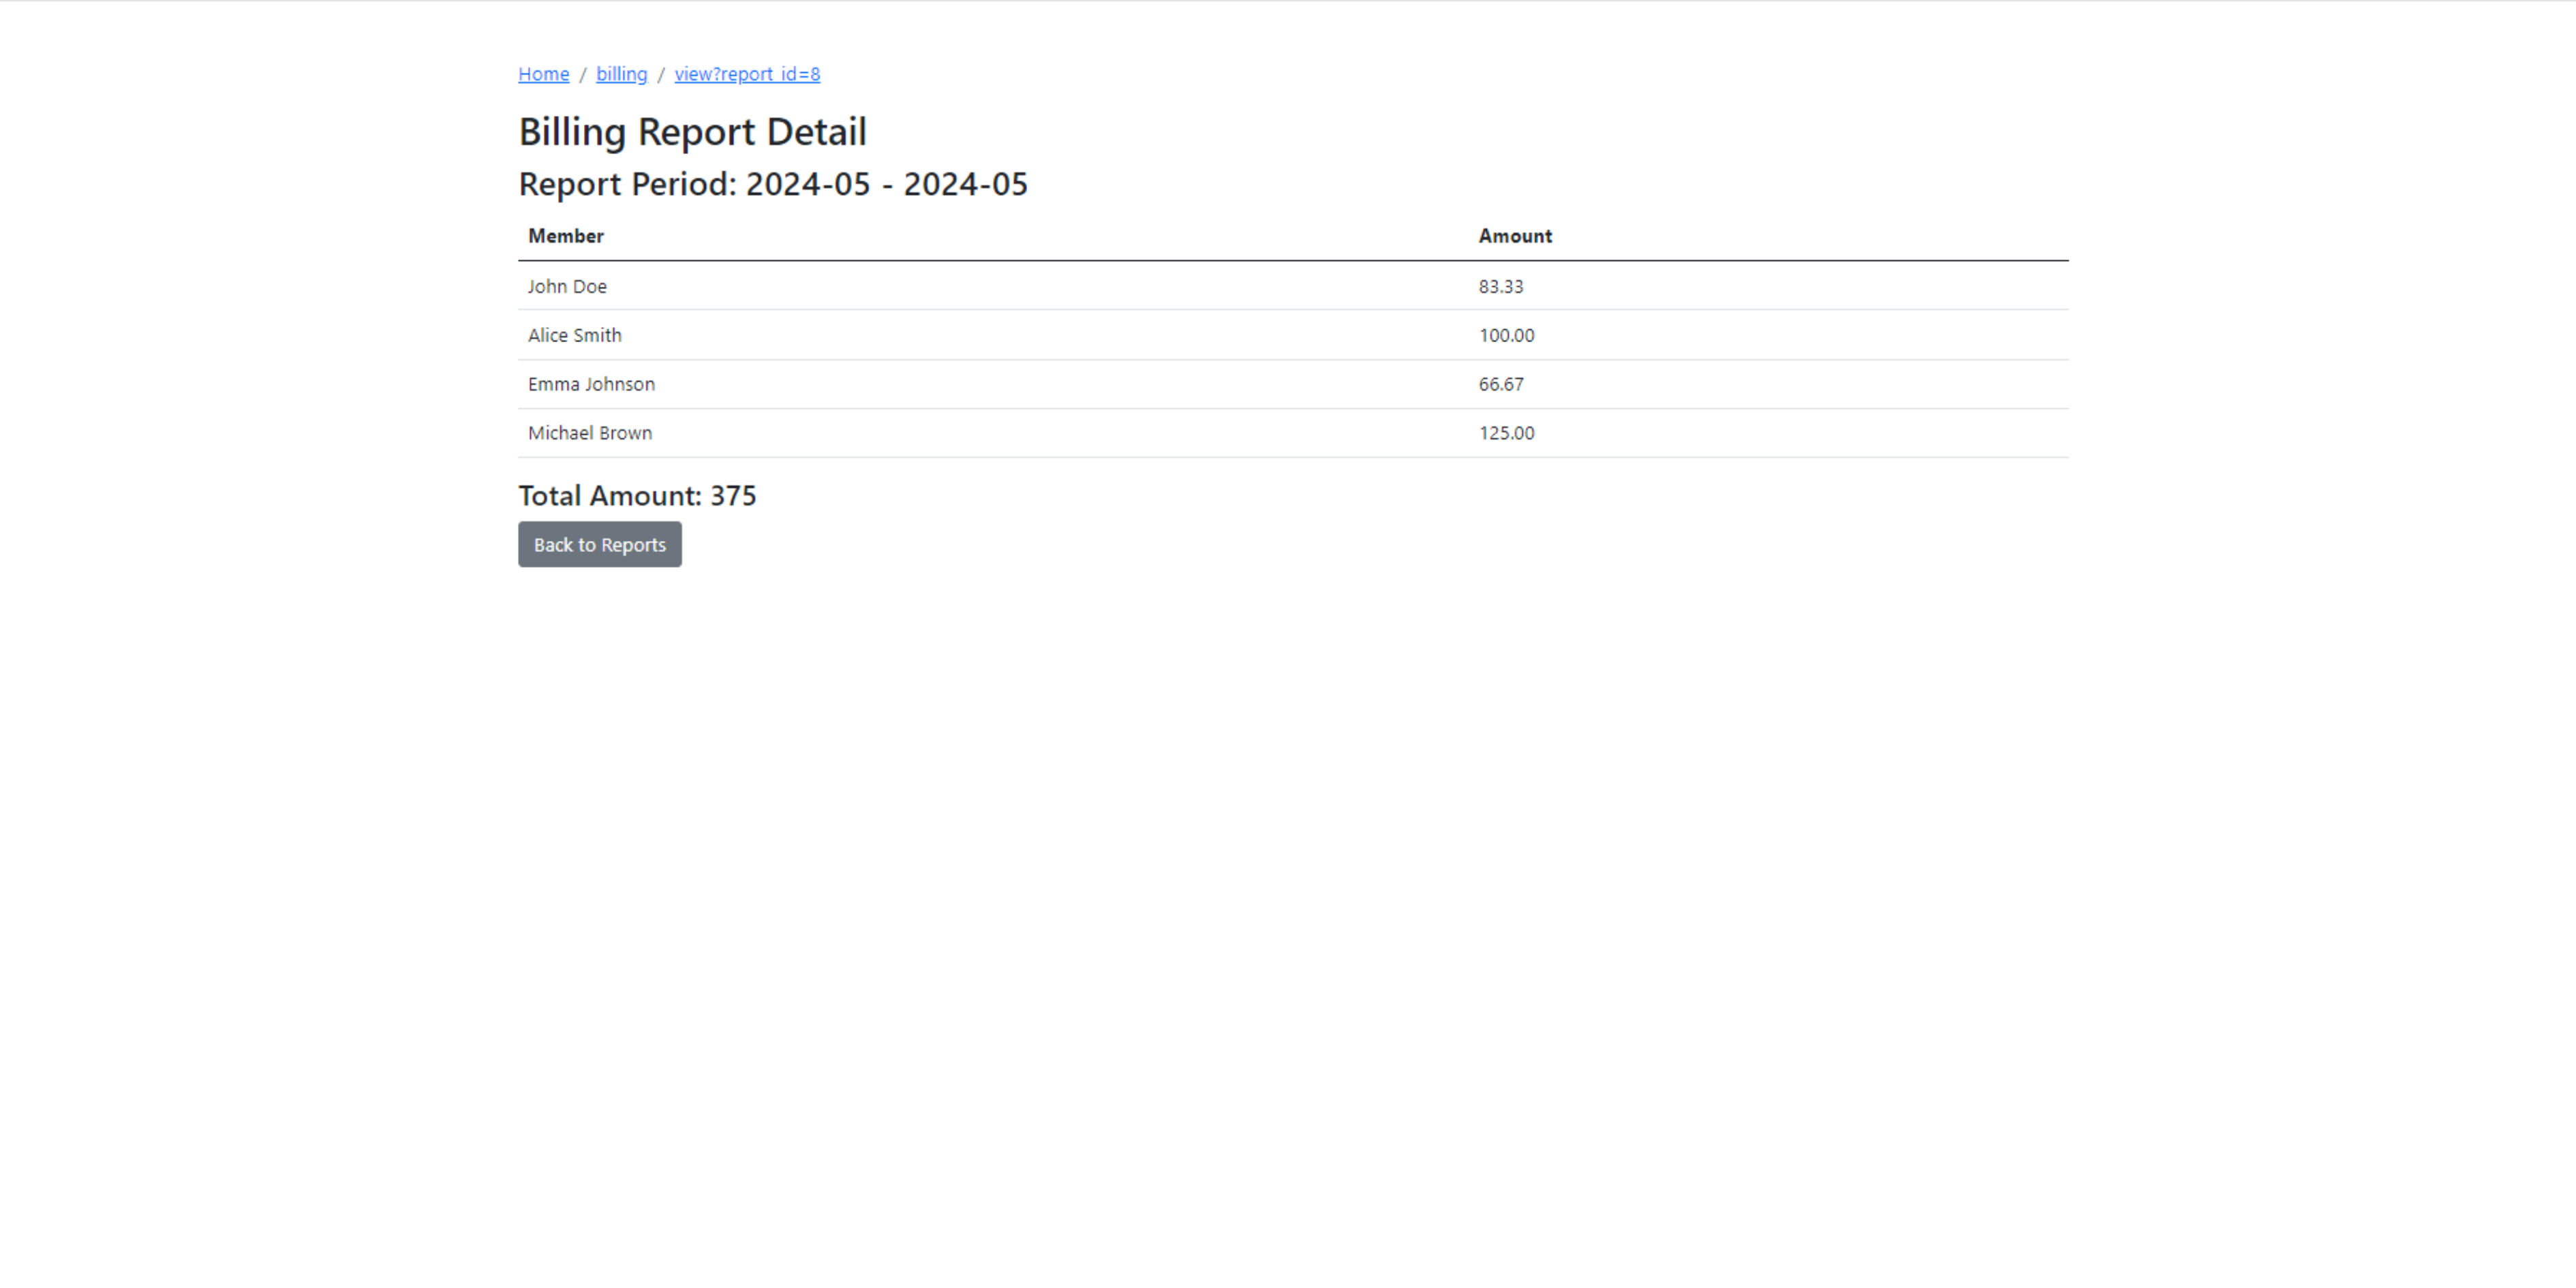 Home / billing / view?report_id=8
Billing Report Detail
Report Period: 2024-05 - 2024-05
Member Amount
John Doe 83.33
Alice Smith 100.00
Emma Johnson 66.67
Michael Brown 125.00
Total Amount: 375
Back to Reports